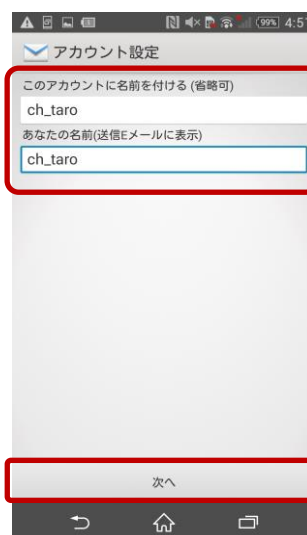 99% 4:51
アカウント設定
このアカウントに名前を付ける (省略可)
ch_taro
あなたの名前(送信Eメールに表示)
ch_taro
次へ